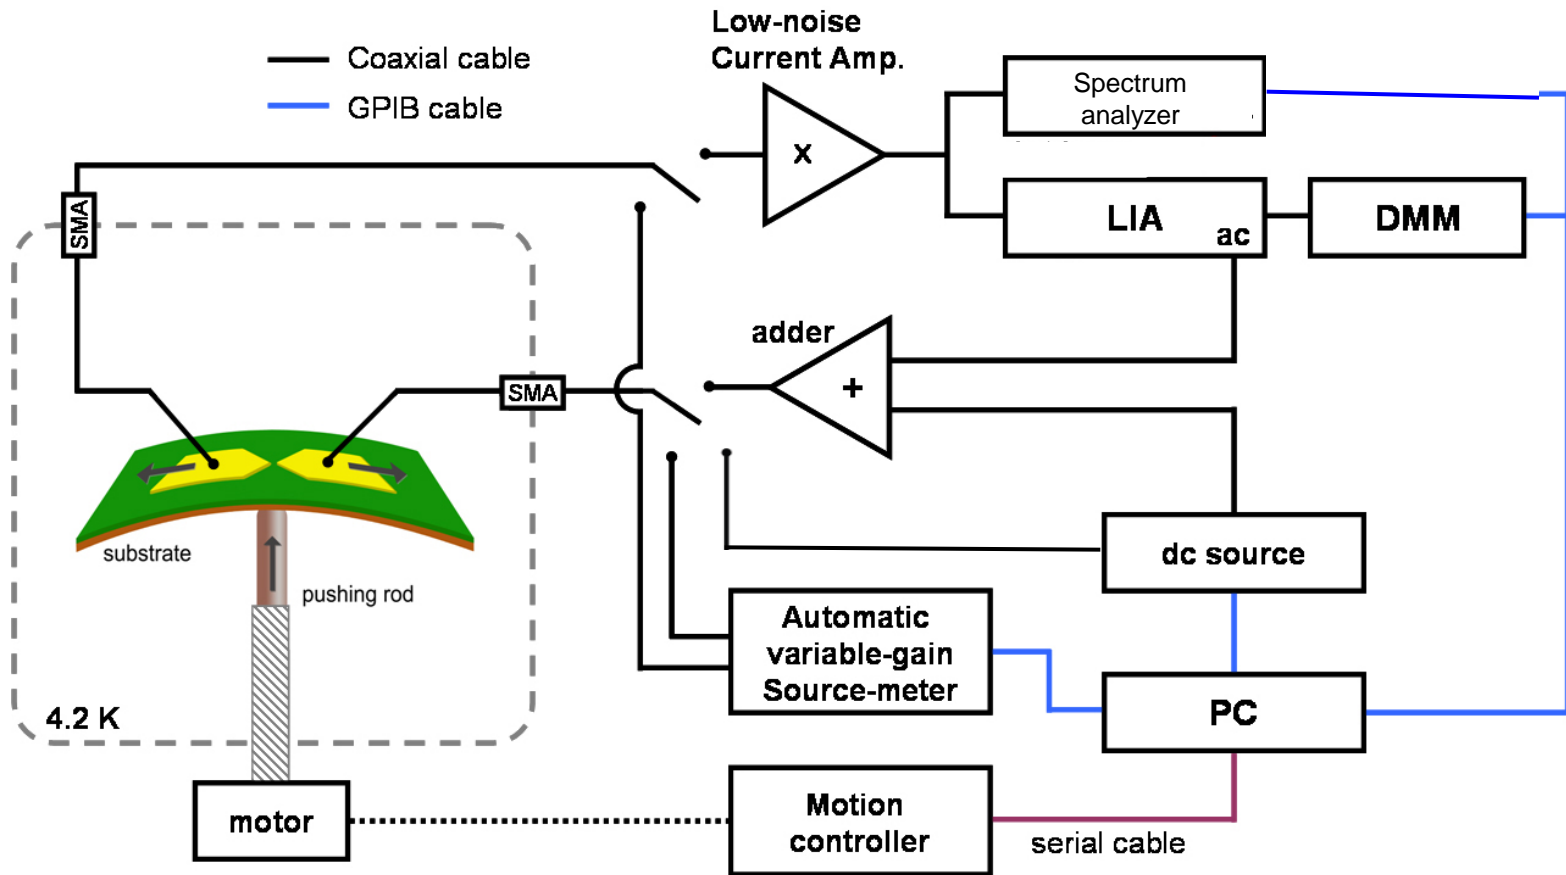 Low-noise
Current Amp.
Coaxial cable
GPIB cable
Spectrum
analyzer
x
SMA
LIA
ac
DMM
adder
+
SMA
substrate
pushing rod
dc source
Automatic
variable-gain
Source-meter
4.2 K
PC
motor
Motion
controller
serial cable